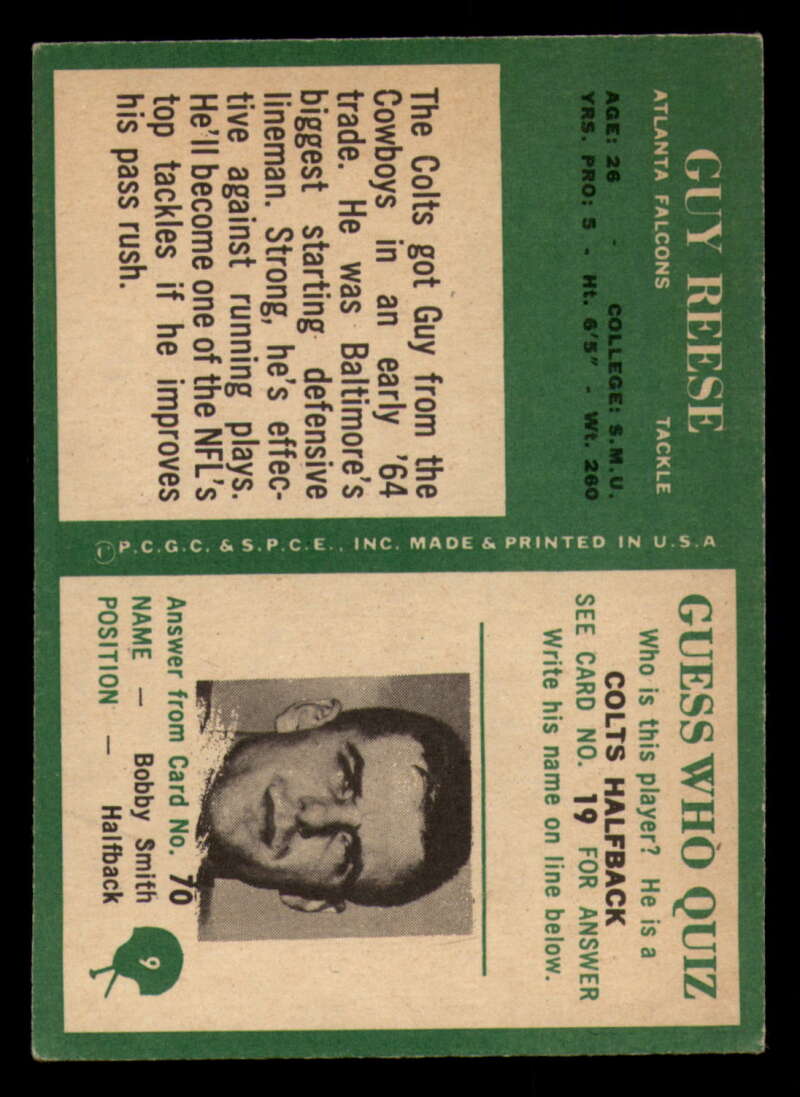 GUY REESE
ATLANTA FALCONS TACKLE
AGE: 26 COLLEGE: S.M.U.
YRS. PRO: 5 - Ht. 6'5" - Wt. 260
The Colts got Guy from the
Cowboys in an early '64
trade. He was Baltimore's
biggest starting defensive
lineman. Strong, he's effec-
tive against running plays.
He'll become one of the NFL's
top tackles if he improves
his pass rush.
© P.C.G.C. & S.P.C.E., INC. MADE & PRINTED IN U.S.A
GUESS WHO QUIZ
Who is this player? He is a
COLTS HALFBACK
SEE CARD NO. 19 FOR ANSWER
Write his name on line below.
Answer from Card No. 70
NAME — Bobby Smith
POSITION — Halfback
9